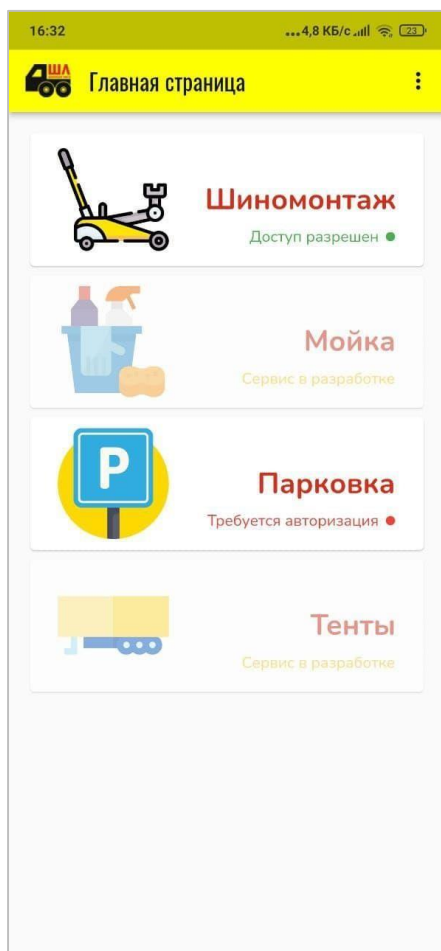 16:32
...4,8 КБ/с
23
ШЛ
Главная страница
Шиномонтаж
Доступ разрешен
Мойка
Сервис в разработке
P
Парковка
Требуется авторизация
Тенты
Сервис в разработке